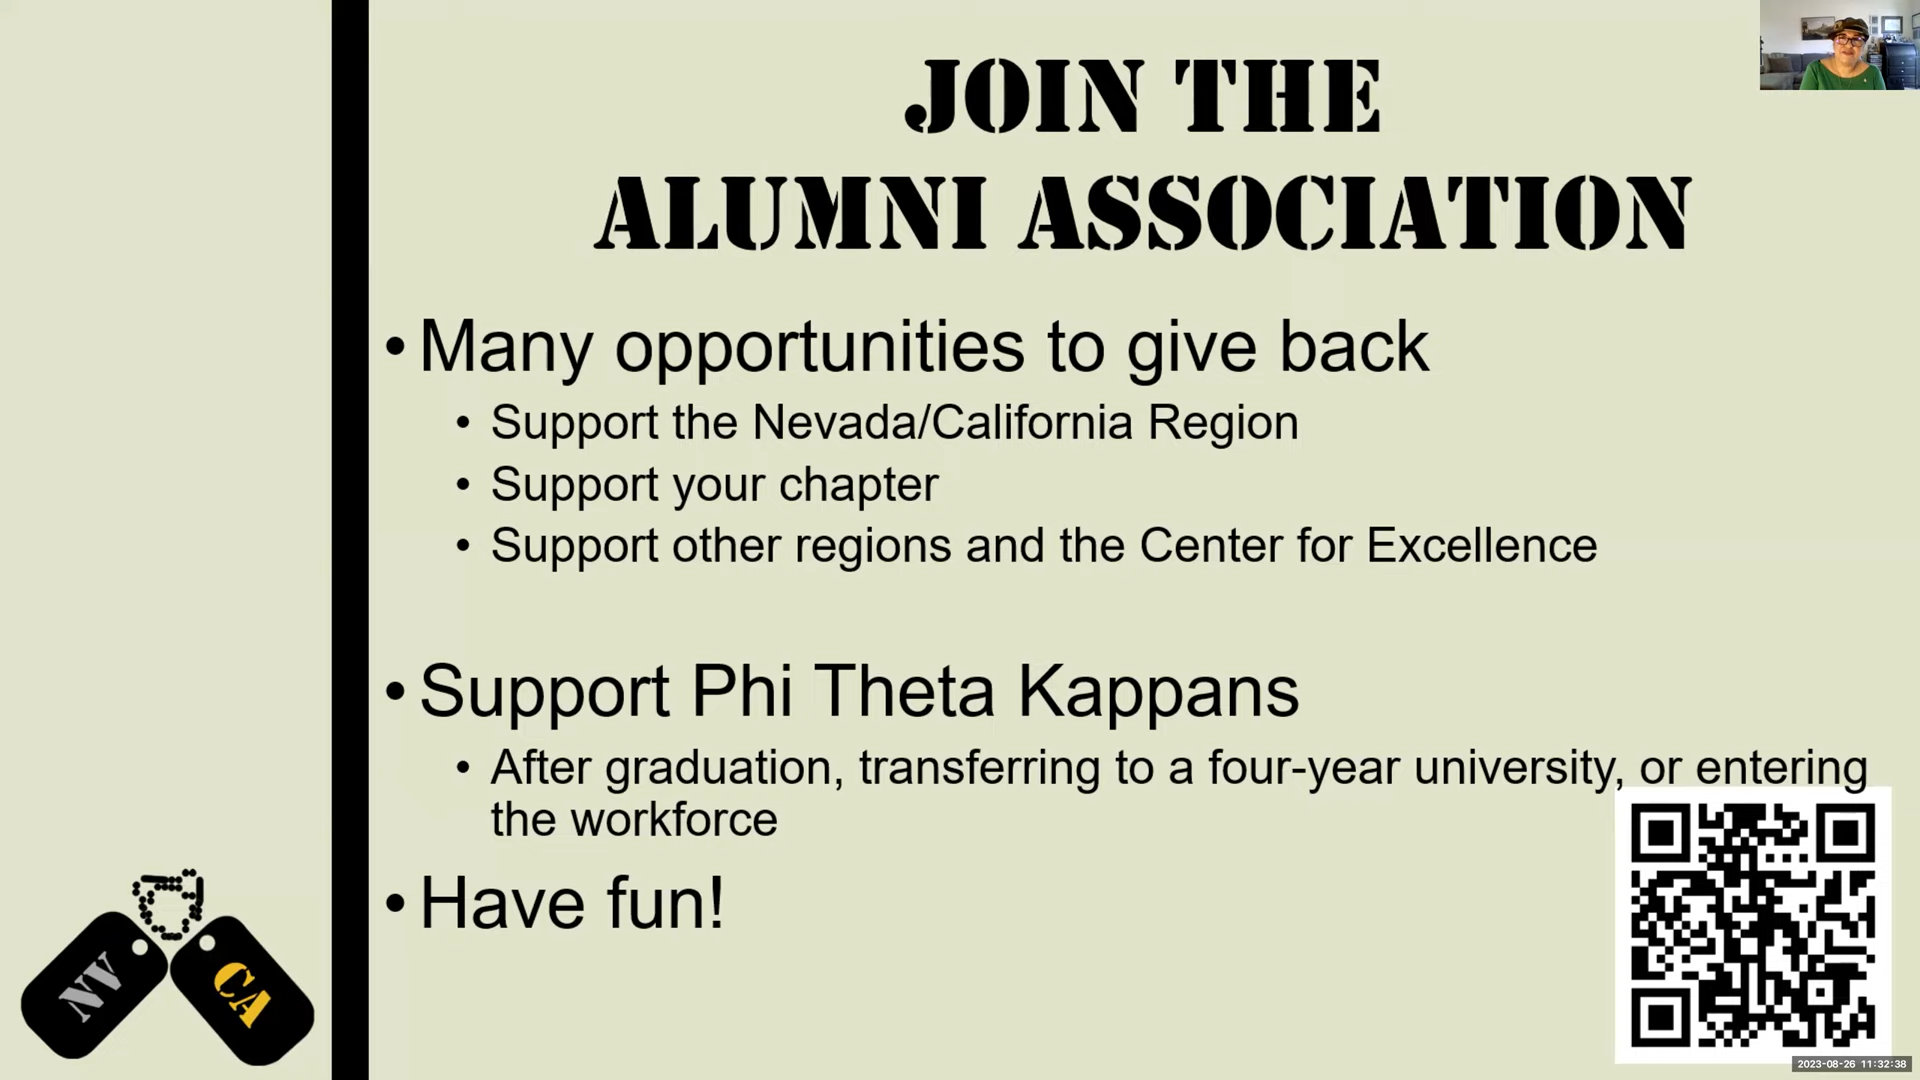 JOIN THE
ALUMNI ASSOCIATION
• Many opportunities to give back
• Support the Nevada/California Region
• Support your chapter
• Support other regions and the Center for Excellence
• Support Phi Theta Kappans
• After graduation, transferring to a four-year university, or entering
the workforce
• Have fun!
NV
CA
2023-08-26 11:32:38